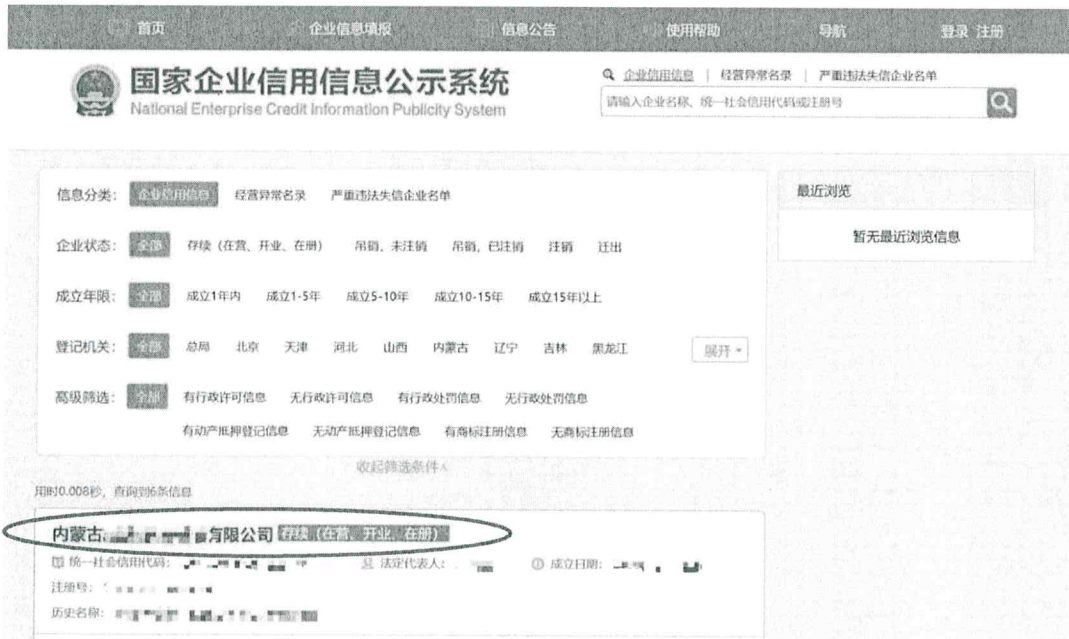 首页 企业信息填报 信息公告 使用帮助 导航 登录 注册
国家企业信用信息公示系统
National Enterprise Credit Information Publicity System
企业信用信息 | 经营异常名录 | 严重违法失信企业名单
请输入企业名称、统一社会信用代码或注册号
信息分类: 企业信用信息 经营异常名录 严重违法失信企业名单
企业状态: 全部 存续（在营、开业、在册） 吊销，未注销 吊销，已注销 注销 迁出
成立年限: 全部 成立1年内 成立1-5年 成立5-10年 成立10-15年 成立15年以上
登记机关: 全部 总局 北京 天津 河北 山西 内蒙古 辽宁 吉林 黑龙江 展开
高级筛选: 全部 有行政许可信息 无行政许可信息 有行政处罚信息 无行政处罚信息
有动产抵押登记信息 无动产抵押登记信息 有商标注册信息 无商标注册信息
收起筛选条件
最近浏览
暂无最近浏览信息
用时0.008秒，查询到6条信息
内蒙古 有限公司 存续（在营、开业、在册）
统一社会信用代码: 法定代表人: 成立日期:
注册号:
历史名称: